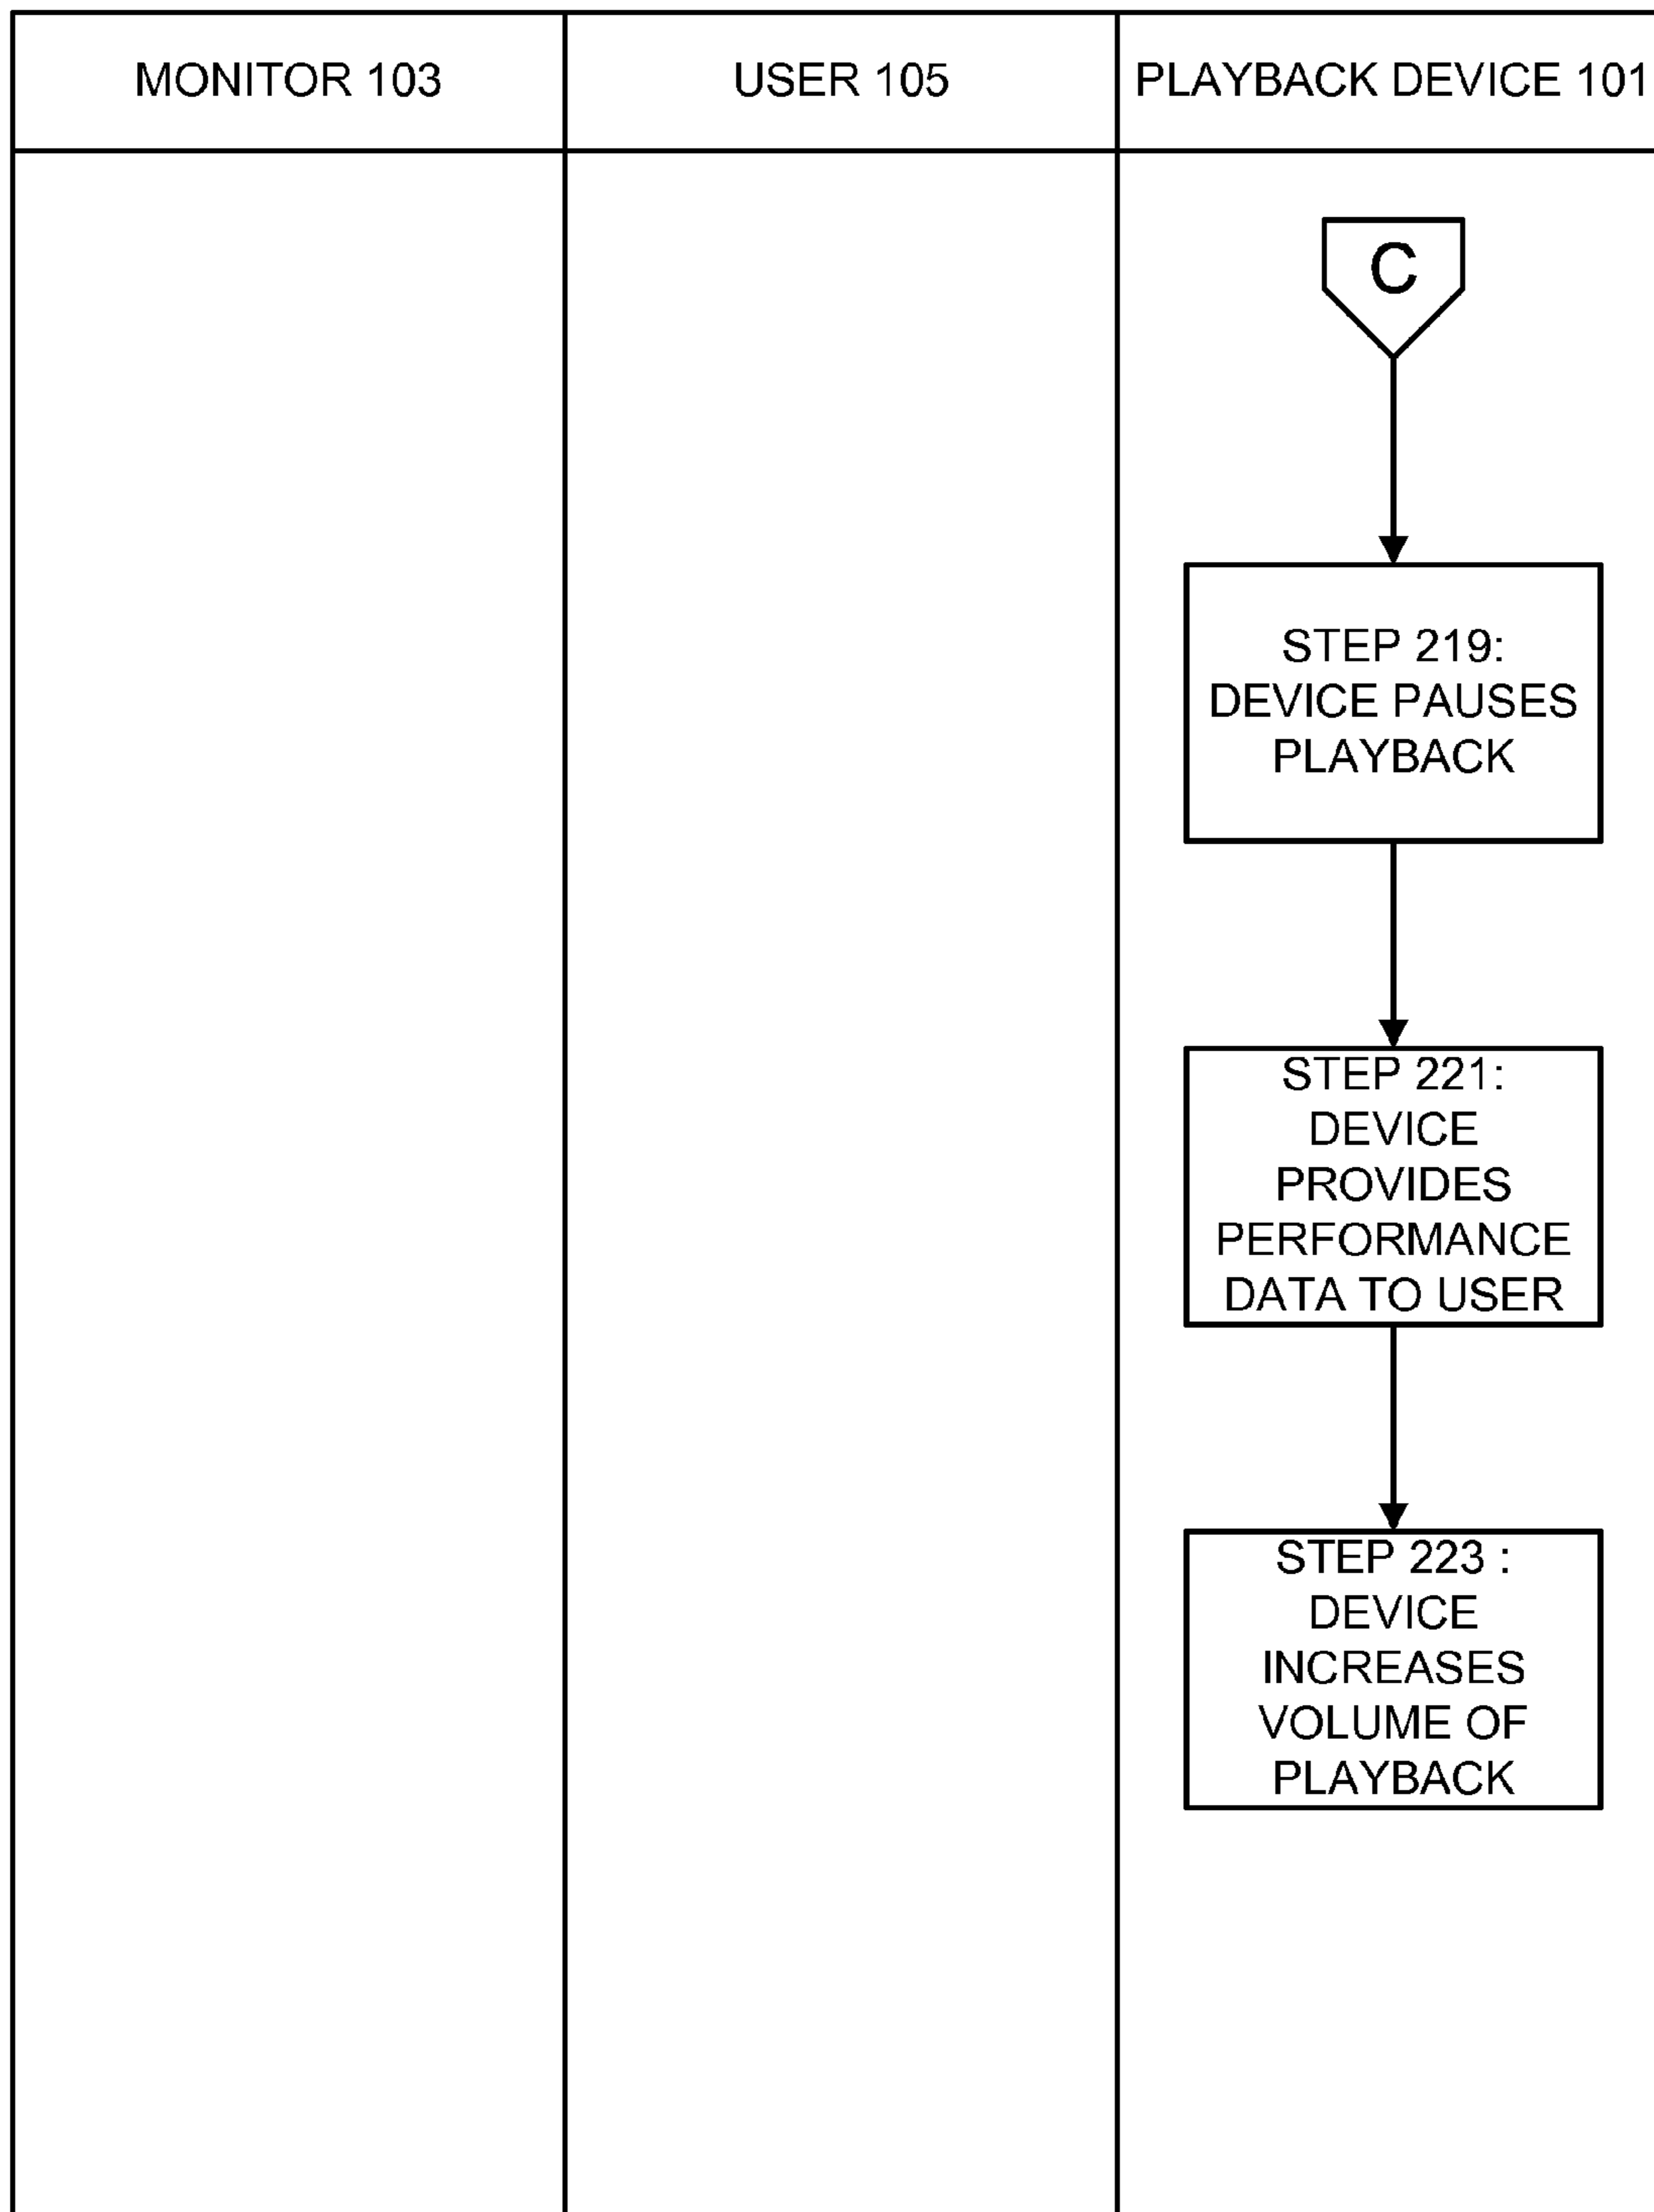 MONITOR 103
USER 105
PLAYBACK DEVICE 101
C
STEP 219:
DEVICE PAUSES
PLAYBACK
STEP 221:
DEVICE
PROVIDES
PERFORMANCE
DATA TO USER
STEP 223 :
DEVICE
INCREASES
VOLUME OF
PLAYBACK